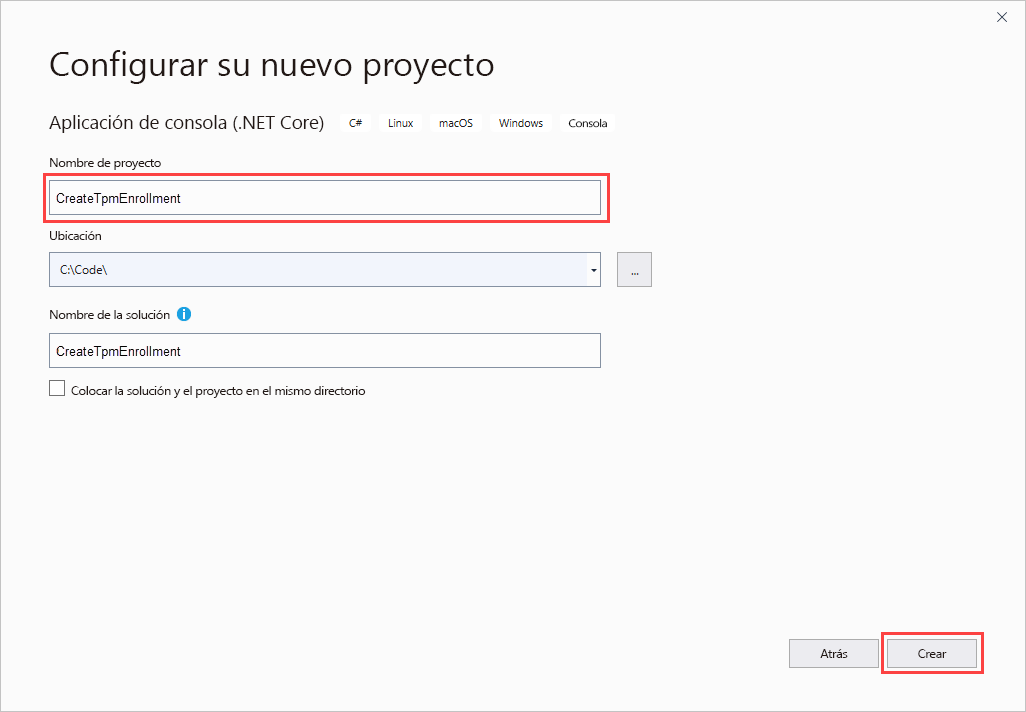 Configurar su nuevo proyecto
Aplicación de consola (.NET Core) C# Linux macOS Windows Consola
Nombre de proyecto
CreateTpmEnrollment
Ubicación
C:\Code\
...
Nombre de la solución
CreateTpmEnrollment
Colocar la solución y el proyecto en el mismo directorio
Atrás Crear